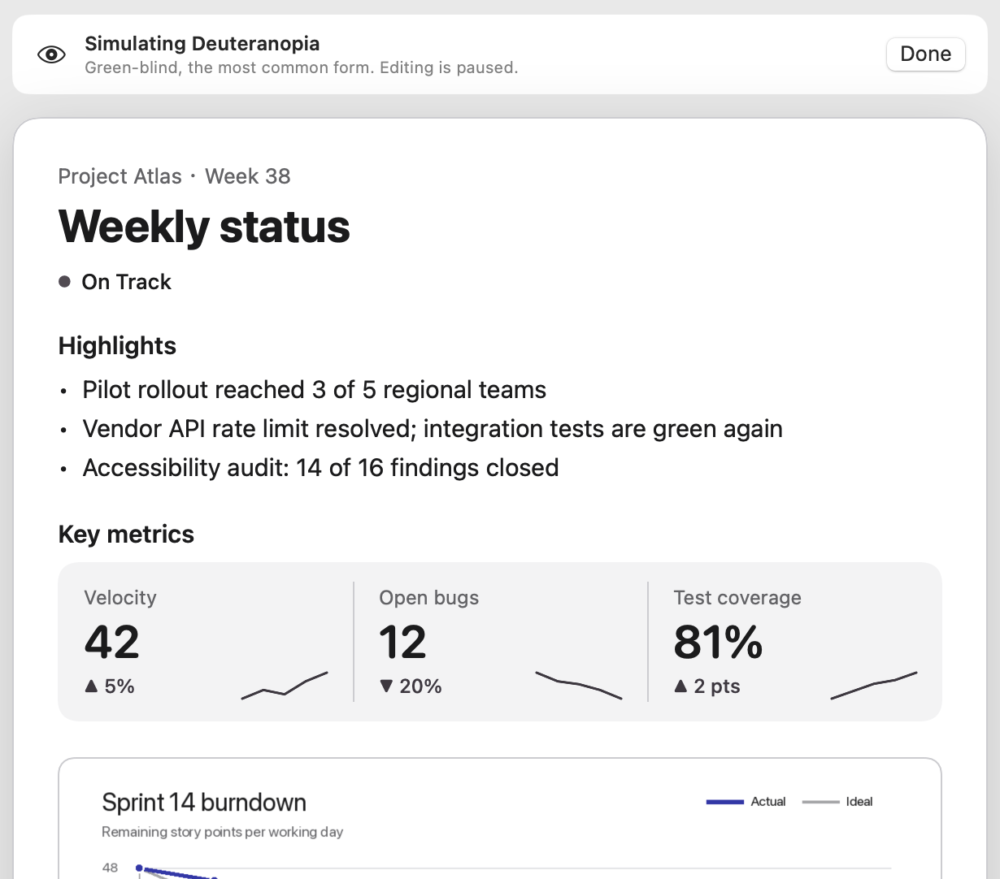 Simulating Deuteranopia
Green-blind, the most common form. Editing is paused.
Done
Project Atlas · Week 38
Weekly status
On Track
Highlights
• Pilot rollout reached 3 of 5 regional teams
• Vendor API rate limit resolved; integration tests are green again
• Accessibility audit: 14 of 16 findings closed
Key metrics
Velocity
42
▲ 5%
Open bugs
12
▼ 20%
Test coverage
81%
▲ 2 pts
Sprint 14 burndown
Actual
Ideal
Remaining story points per working day
48